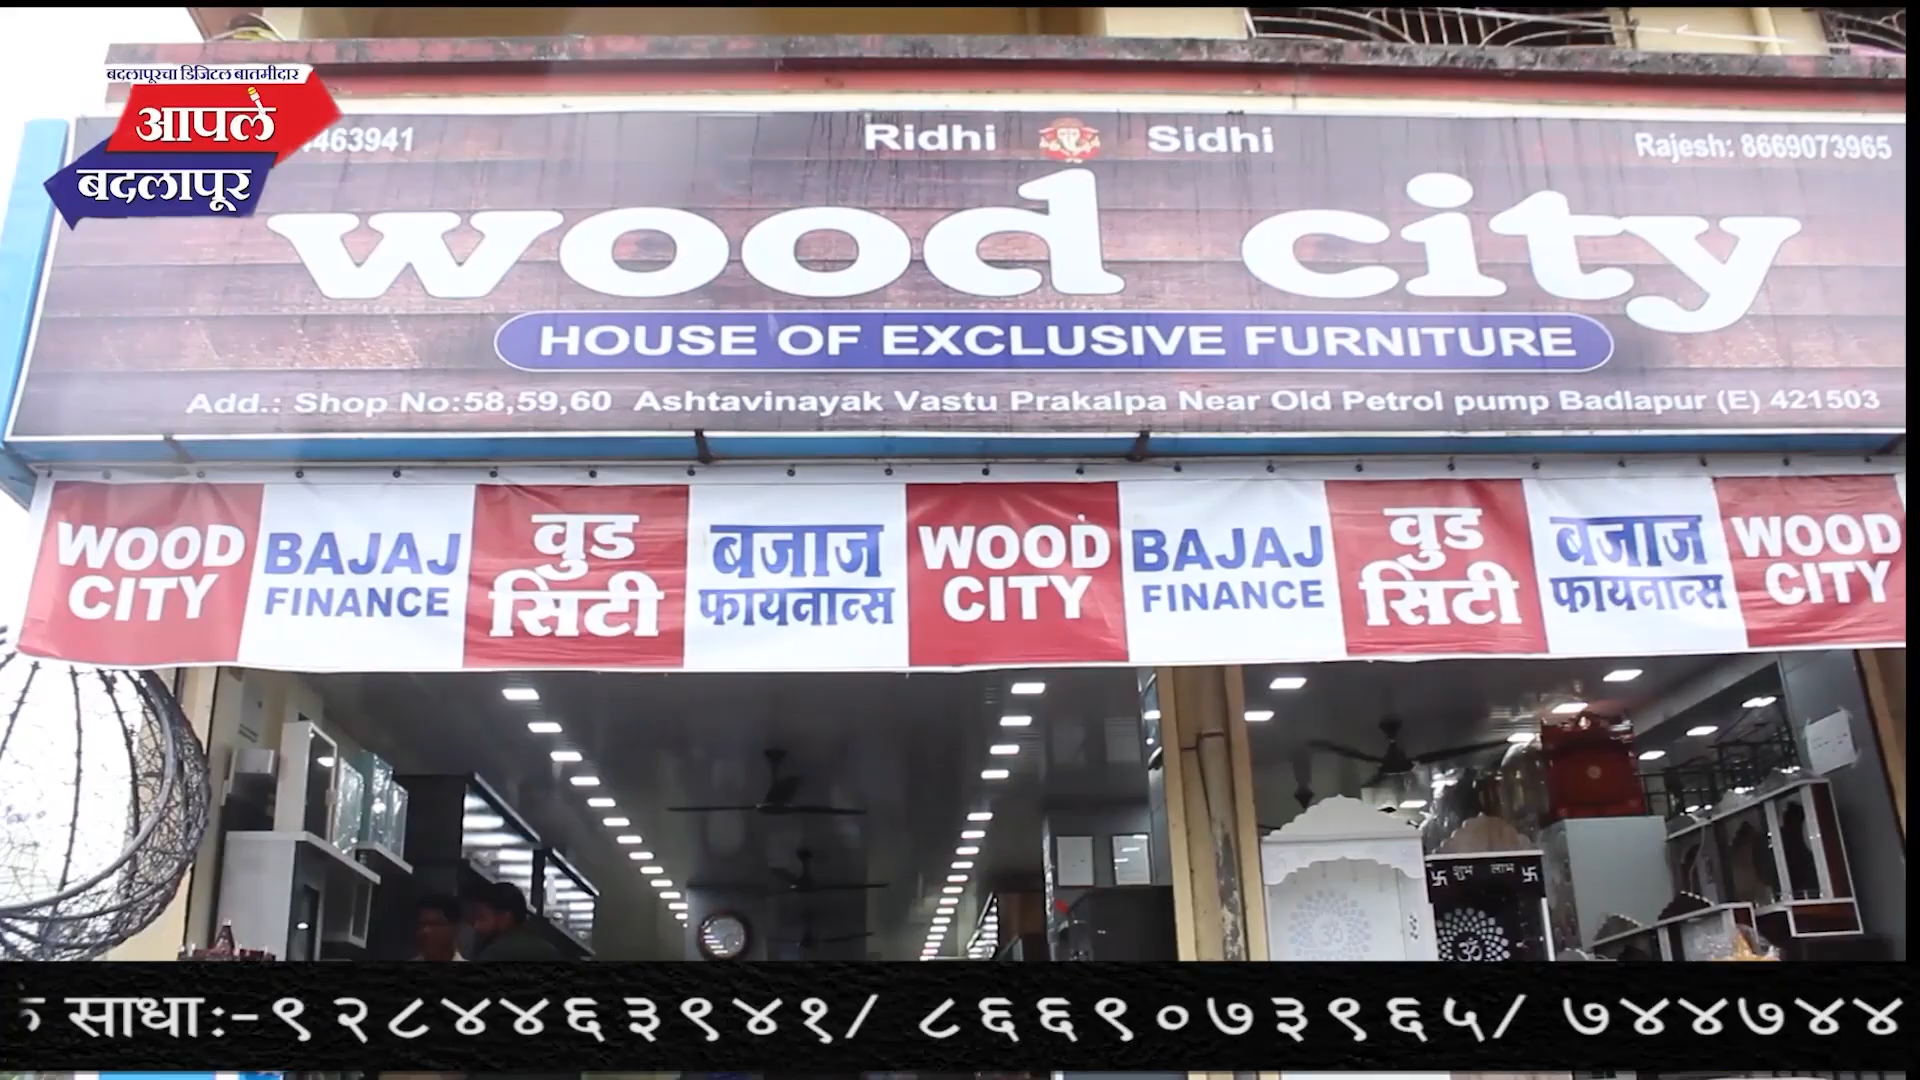 बदलापूरचा डिजिटल बातमीदार
आपले
बदलापूर
463941
Ridhi Sidhi
Rajesh: 8669073965
wood city
HOUSE OF EXCLUSIVE FURNITURE
Add.: Shop No:58,59,60 Ashtavinayak Vastu Prakalpa Near Old Petrol pump Badlapur (E) 421503
WOOD CITY
BAJAJ FINANCE
वुड सिटी
बजाज फायनान्स
WOOD CITY
BAJAJ FINANCE
वुड सिटी
बजाज फायनान्स
WOOD CITY
शुभ लाभ
ॐ
ॐ
साधा:-९२८४४६३९४१/ ८६६९०७३९६५/ ७४४७४४